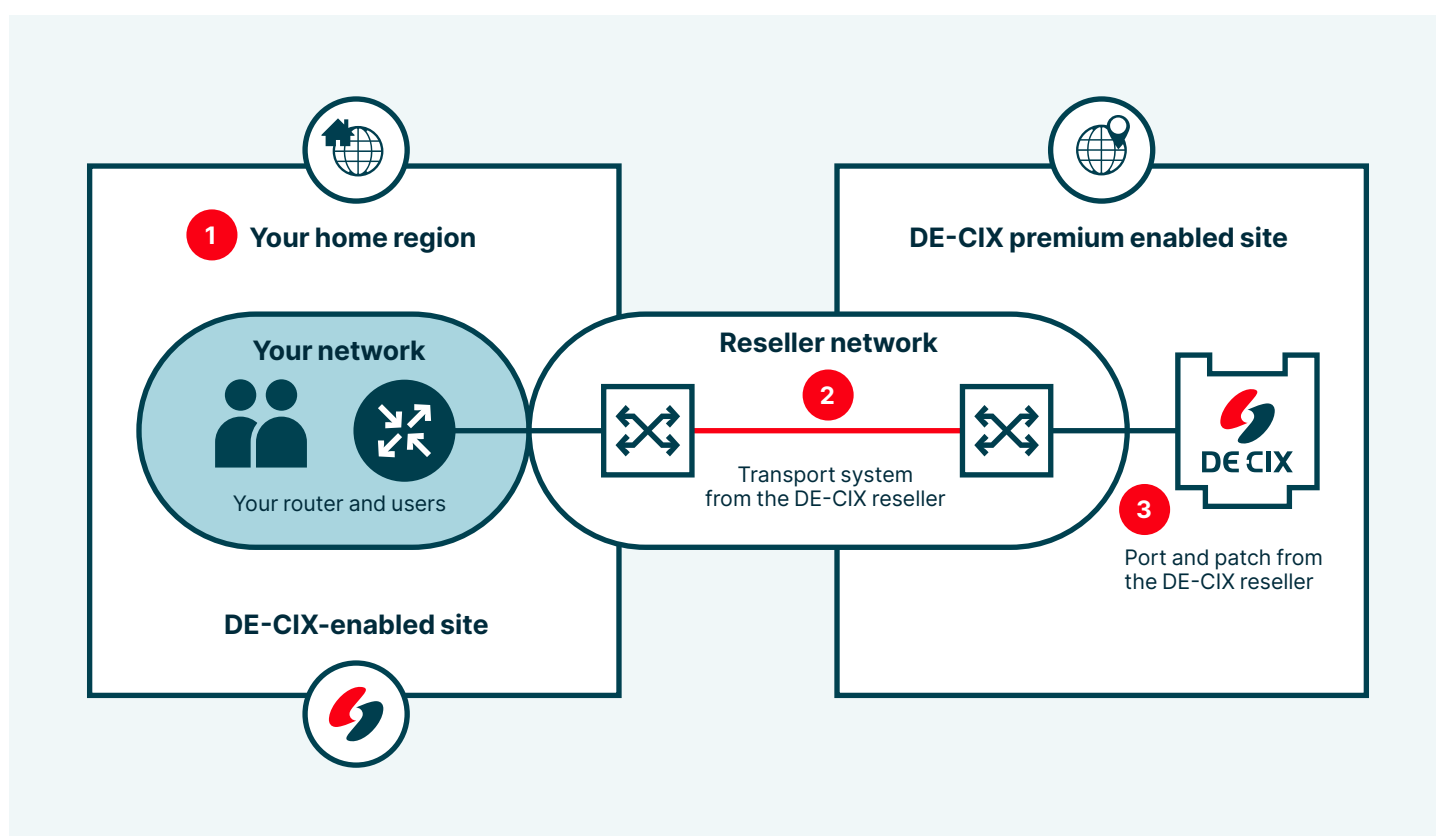 1
Your home region
DE-CIX premium enabled site
Your network
Reseller network
2
Your router and users
Transport system
from the DE-CIX reseller
DE CIX
3
Port and patch from
the DE-CIX reseller
DE-CIX-enabled site